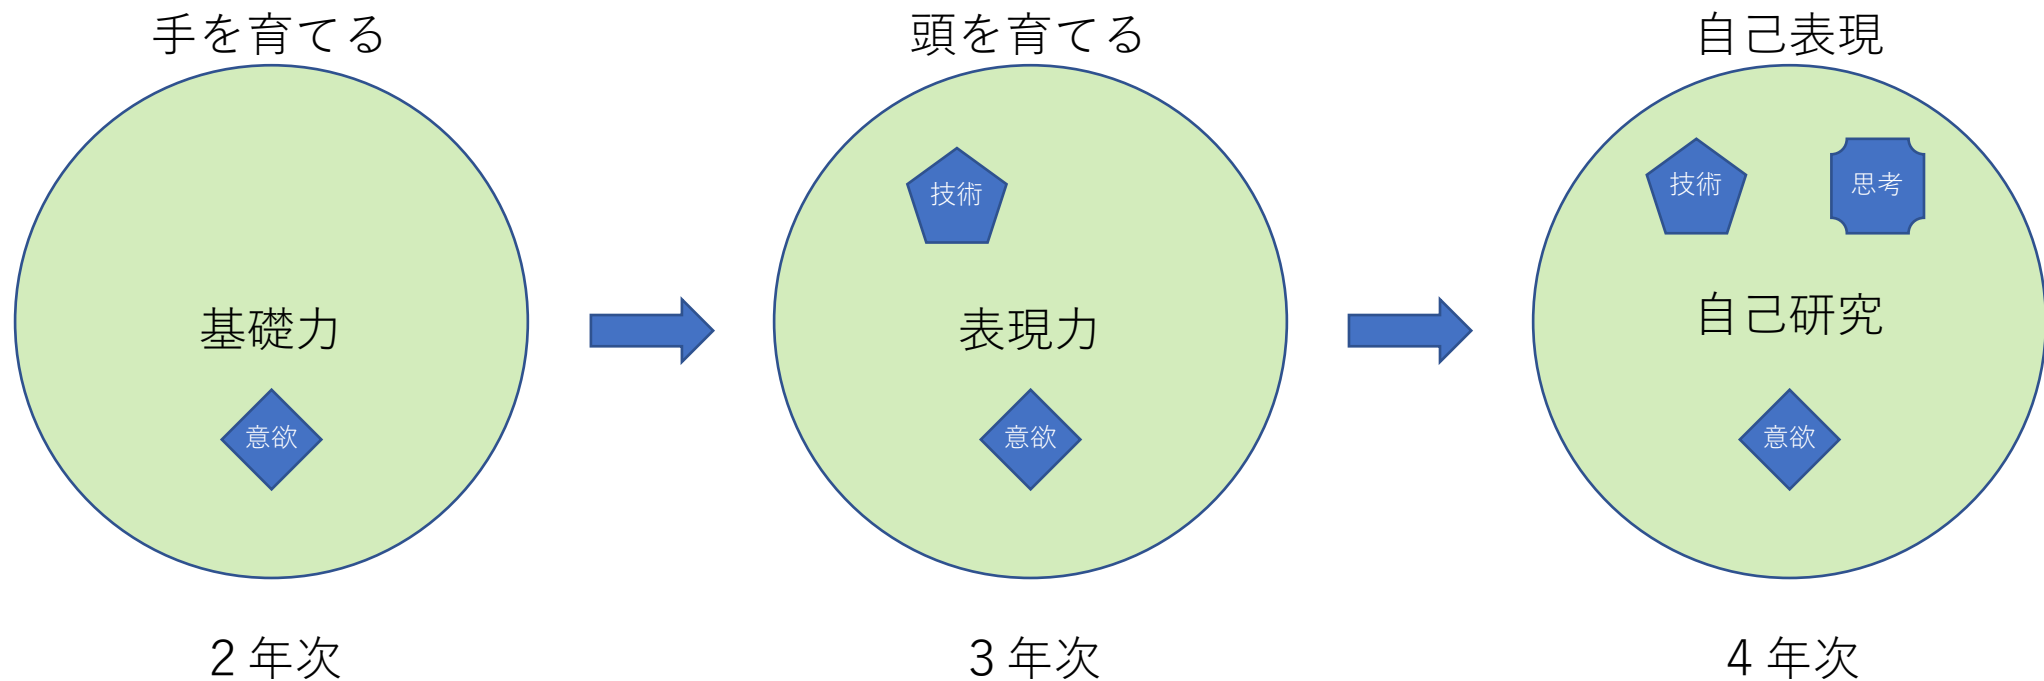 手を育てる
頭を育てる
自己表現
技術
技術
思考
基礎力
表現力
自己研究
意欲
意欲
意欲
2年次
3年次
4年次